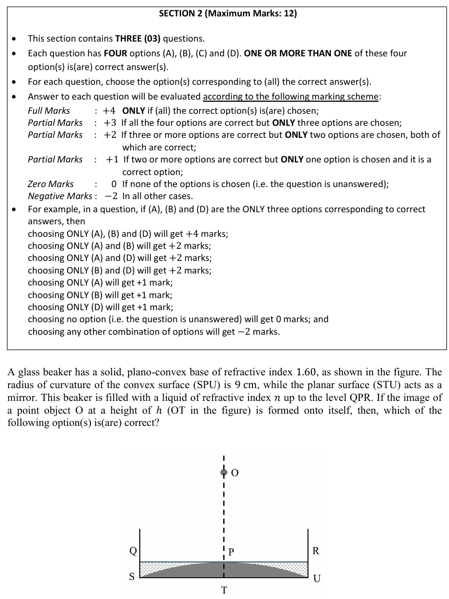 SECTION 2 (Maximum Marks: 12)
• This section contains THREE (03) questions.
• Each question has FOUR options (A), (B), (C) and (D). ONE OR MORE THAN ONE of these four
option(s) is(are) correct answer(s).
• For each question, choose the option(s) corresponding to (all) the correct answer(s).
• Answer to each question will be evaluated according to the following marking scheme:
Full Marks : +4 ONLY if (all) the correct option(s) is(are) chosen;
Partial Marks : +3 If all the four options are correct but ONLY three options are chosen;
Partial Marks : +2 If three or more options are correct but ONLY two options are chosen, both of
which are correct;
Partial Marks : +1 If two or more options are correct but ONLY one option is chosen and it is a
correct option;
Zero Marks : 0 If none of the options is chosen (i.e. the question is unanswered);
Negative Marks : −2 In all other cases.
• For example, in a question, if (A), (B) and (D) are the ONLY three options corresponding to correct
answers, then
choosing ONLY (A), (B) and (D) will get +4 marks;
choosing ONLY (A) and (B) will get +2 marks;
choosing ONLY (A) and (D) will get +2 marks;
choosing ONLY (B) and (D) will get +2 marks;
choosing ONLY (A) will get +1 mark;
choosing ONLY (B) will get +1 mark;
choosing ONLY (D) will get +1 mark;
choosing no option (i.e. the question is unanswered) will get 0 marks; and
choosing any other combination of options will get −2 marks.
A glass beaker has a solid, plano-convex base of refractive index 1.60, as shown in the figure. The
radius of curvature of the convex surface (SPU) is 9 cm, while the planar surface (STU) acts as a
mirror. This beaker is filled with a liquid of refractive index n up to the level QPR. If the image of
a point object O at a height of h (OT in the figure) is formed onto itself, then, which of the
following option(s) is(are) correct?
O
Q P R
S U
T